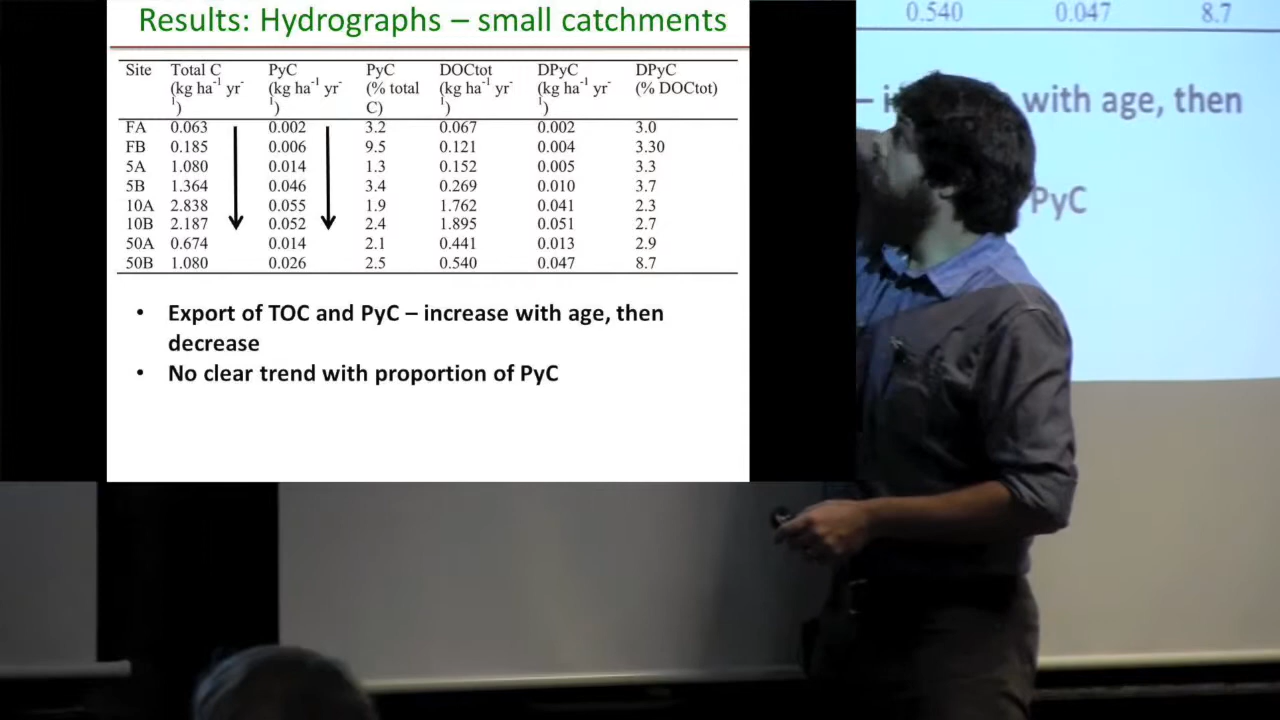 Results: Hydrographs – small catchments
Site Total C PyC PyC DOCtot DPyC DPyC
(kg ha-1 yr- (kg ha-1 yr- (% total (kg ha-1 yr- (kg ha-1 yr- (% DOCtot)
1) 1) C) 1) 1)
FA 0.063 0.002 3.2 0.067 0.002 3.0
FB 0.185 0.006 9.5 0.121 0.004 3.30
5A 1.080 0.014 1.3 0.152 0.005 3.3
5B 1.364 0.046 3.4 0.269 0.010 3.7
10A 2.838 0.055 1.9 1.762 0.041 2.3
10B 2.187 0.052 2.4 1.895 0.051 2.7
50A 0.674 0.014 2.1 0.441 0.013 2.9
50B 1.080 0.026 2.5 0.540 0.047 8.7
• Export of TOC and PyC – increase with age, then
decrease
• No clear trend with proportion of PyC
0.540 0.047 8.7
– with age, then
PyC